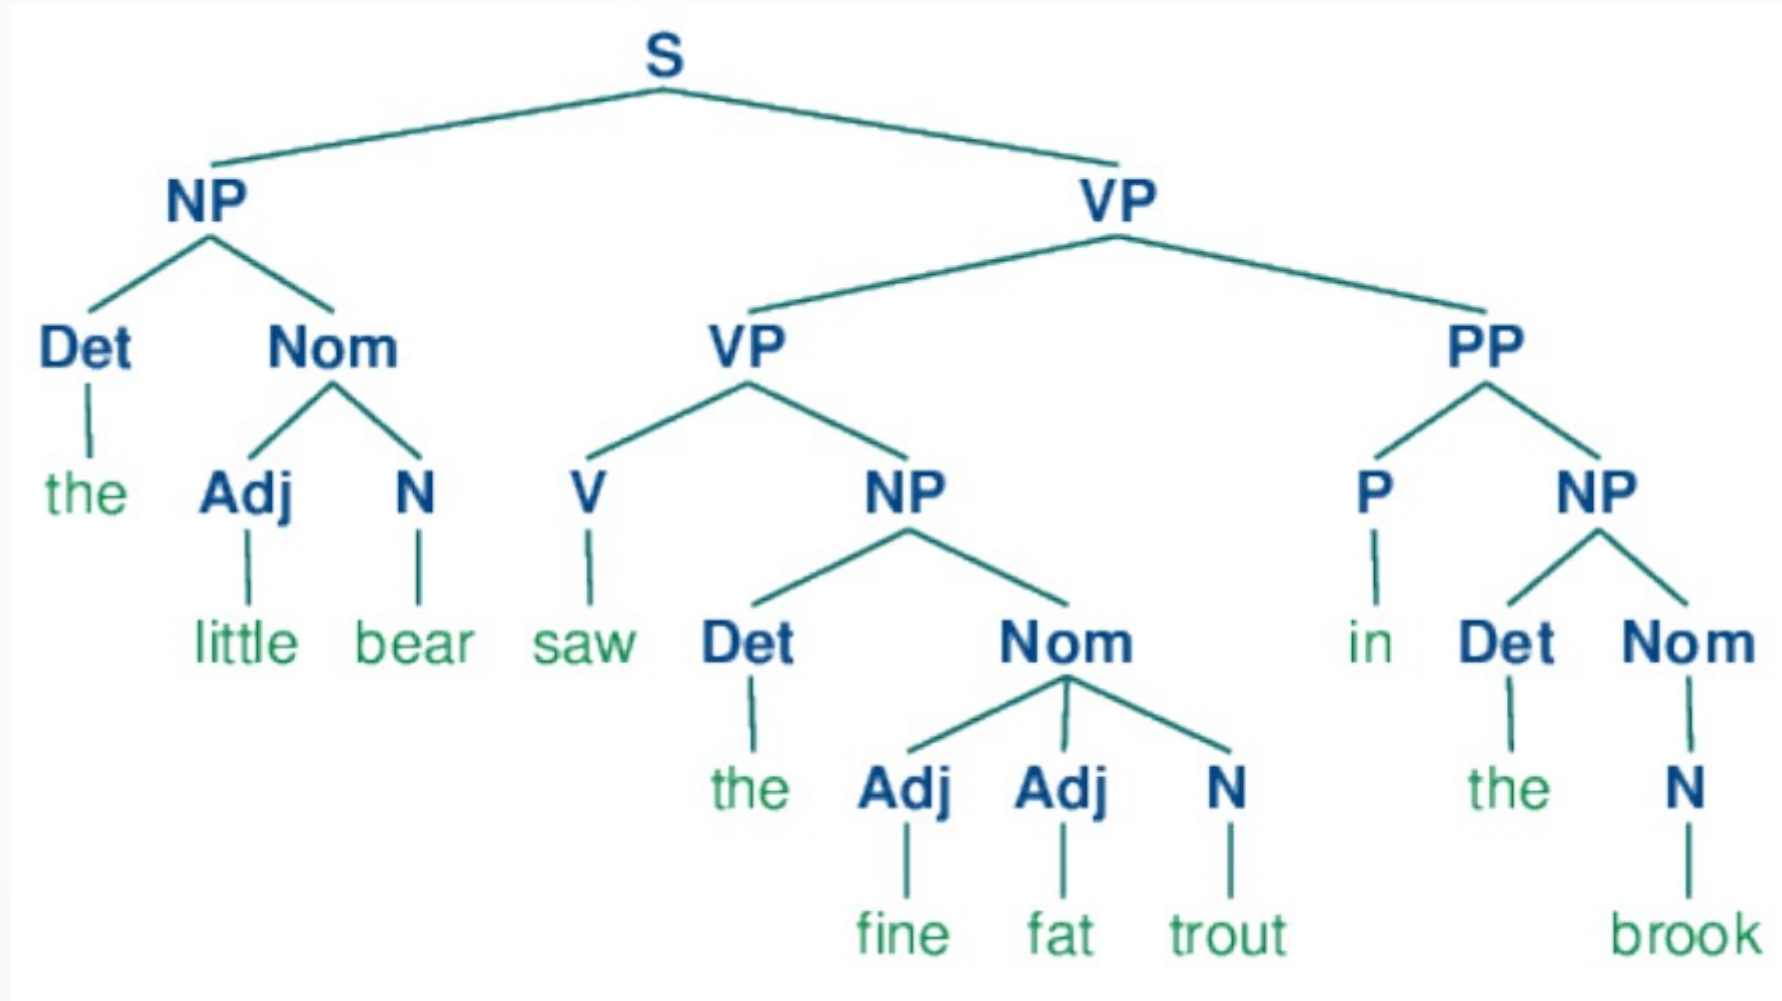 S
NP VP
Det Nom VP PP
the Adj N V NP P NP
little bear saw Det Nom in Det Nom
the Adj Adj N the N
fine fat trout brook